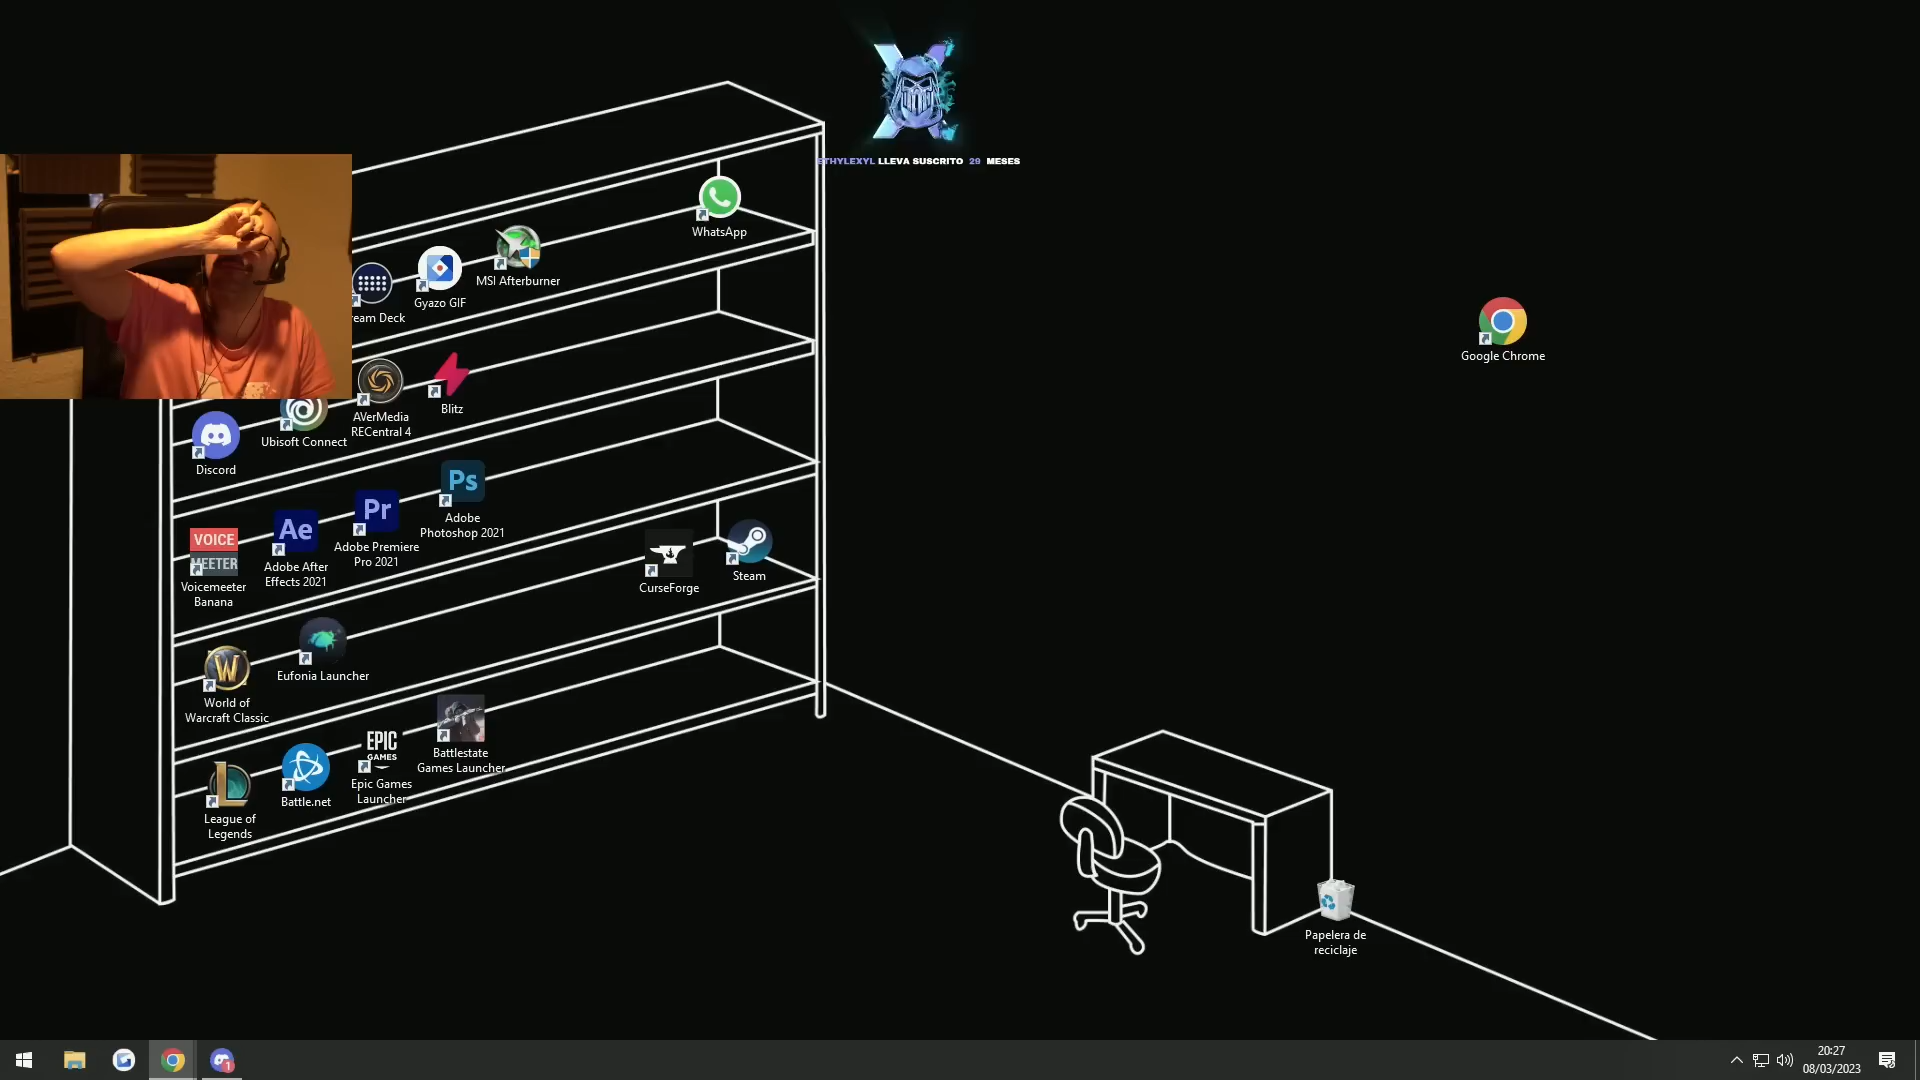 ETHYLEXYL LLEVA SUSCRITO 29 MESES
WhatsApp
MSI Afterburner
Gyazo GIF
ream Deck
Google Chrome
Blitz
AVerMedia
RECentral 4
Ubisoft Connect
Discord
Ps
Adobe
Photoshop 2021
Pr
Adobe Premiere
Pro 2021
Ae
Adobe After
Effects 2021
VOICE
MEETER
Voicemeeter
Banana
CurseForge
Steam
Eufonia Launcher
W
World of
Warcraft Classic
Battlestate
Games Launcher
EPIC
GAMES
Epic Games
Launcher
Battle.net
L
League of
Legends
Papelera de
reciclaje
1
20:27
08/03/2023